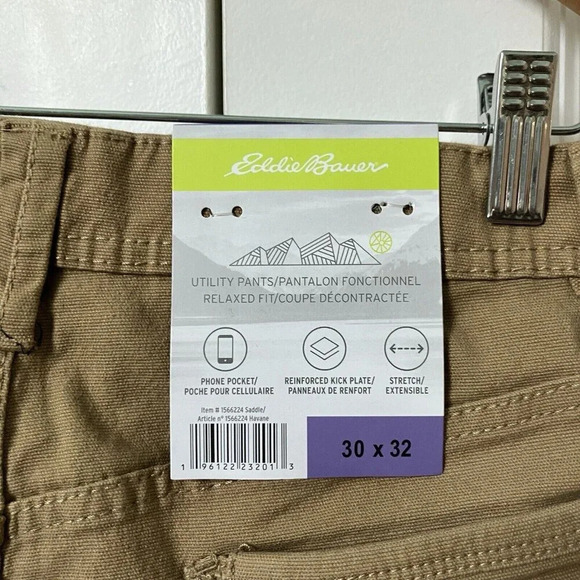 Eddie Bauer
UTILITY PANTS/PANTALON FONCTIONNEL
RELAXED FIT/COUPE DÉCONTRACTÉE
PHONE POCKET/
POCHE POUR CELLULAIRE
REINFORCED KICK PLATE/
PANNEAUX DE RENFORT
STRETCH/
EXTENSIBLE
Item # 1566224 Saddle/
Article n° 1566224 Havane
1 96122 23201 3
30 x 32